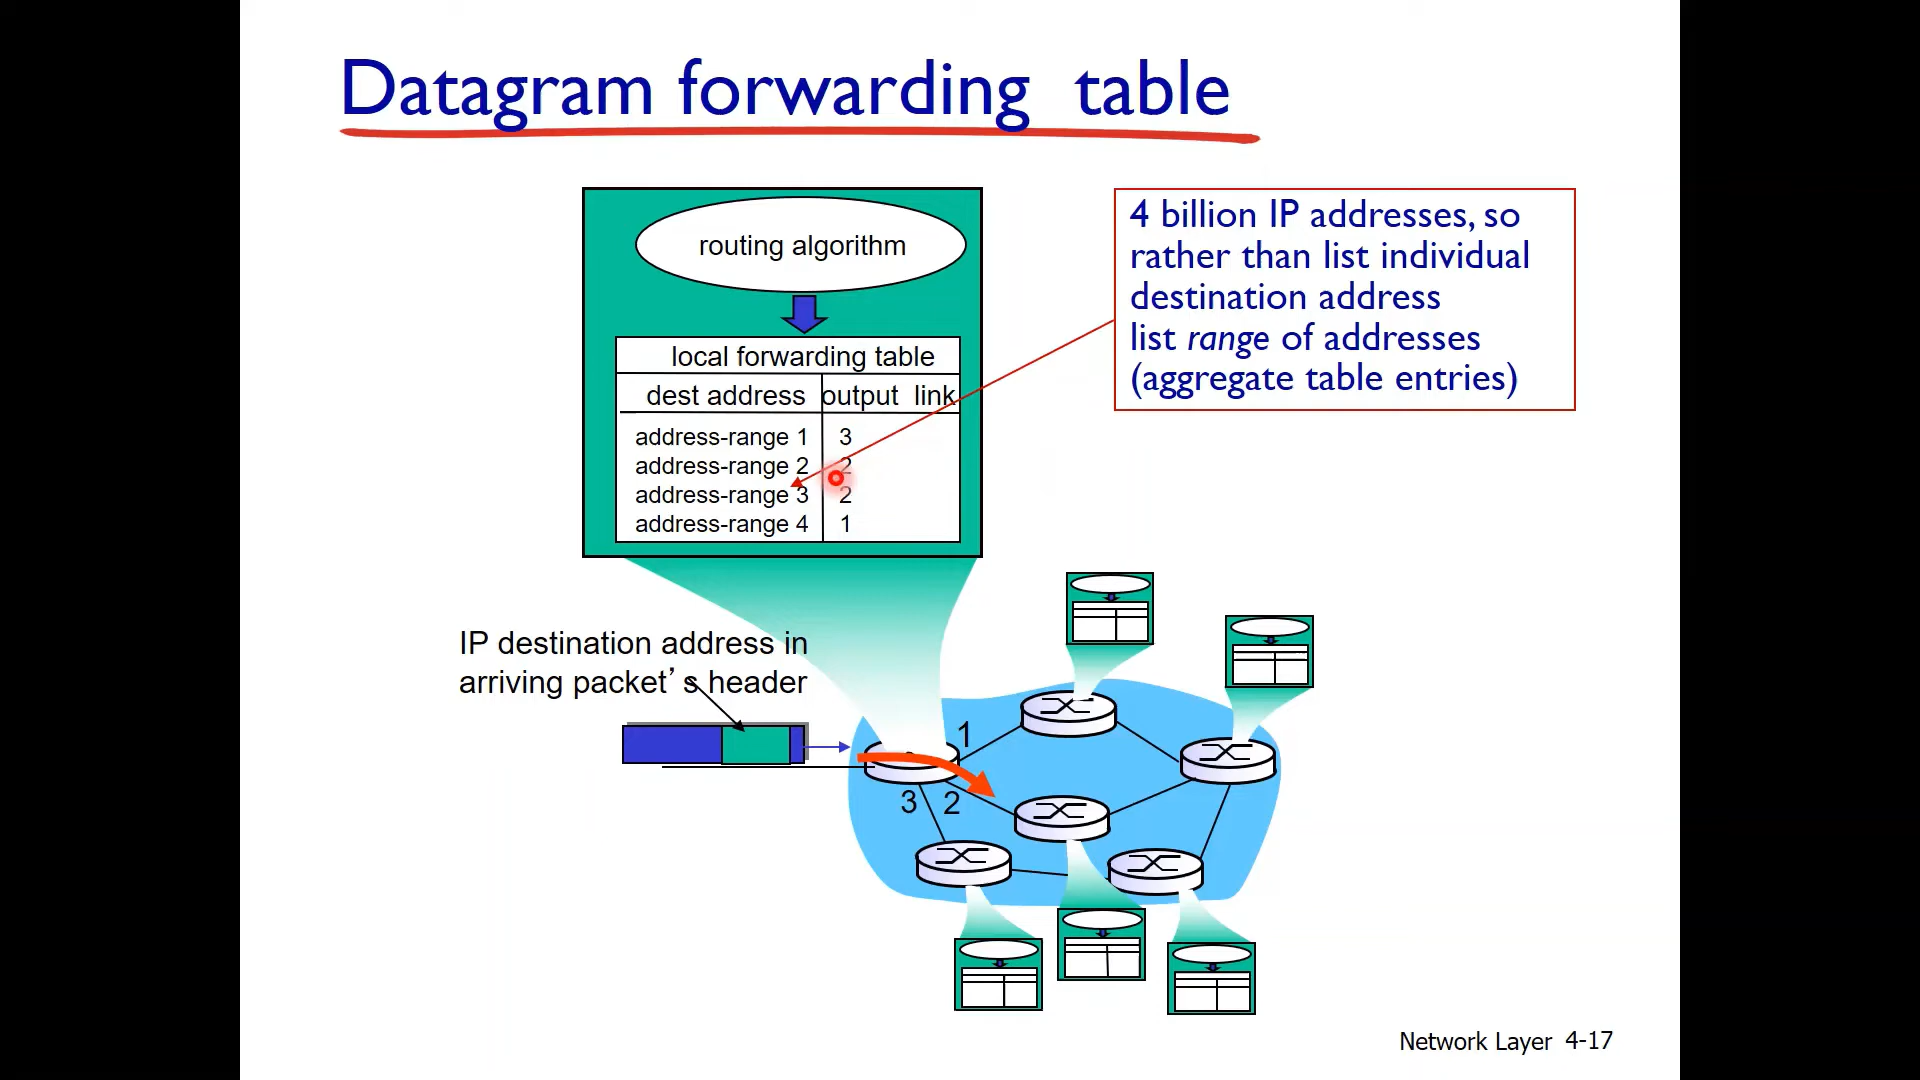 Datagram forwarding table
routing algorithm
local forwarding table
dest address output link
address-range 1 3
address-range 2 2
address-range 3 2
address-range 4 1
4 billion IP addresses, so
rather than list individual
destination address
list range of addresses
(aggregate table entries)
IP destination address in
arriving packet’s header
1
3 2
Network Layer 4-17